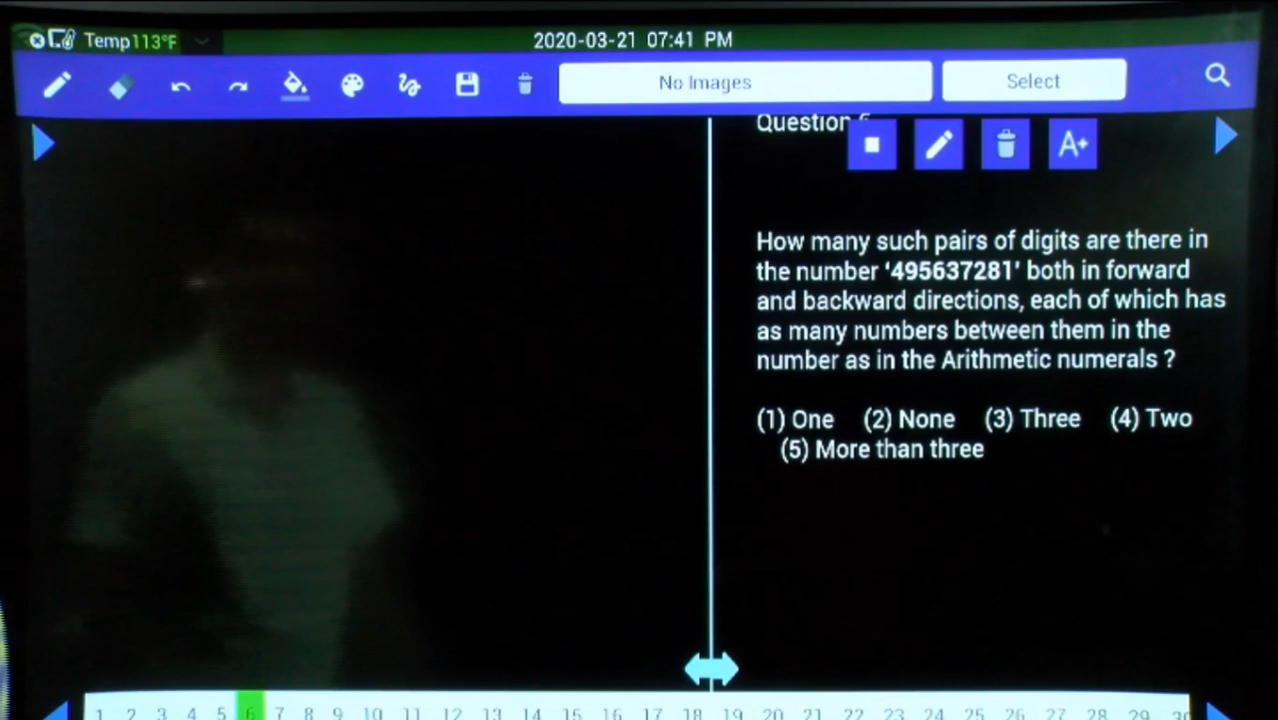 Temp113°F
2020-03-21 07:41 PM
No Images
Select
Question 6
A+
How many such pairs of digits are there in
the number ‘495637281’ both in forward
and backward directions, each of which has
as many numbers between them in the
number as in the Arithmetic numerals ?
(1) One (2) None (3) Three (4) Two
(5) More than three
1 2 3 4 5 6 7 8 9 10 11 12 13 14 15 16 17 18 19 20 21 22 23 24 25 26 27 28 29 30